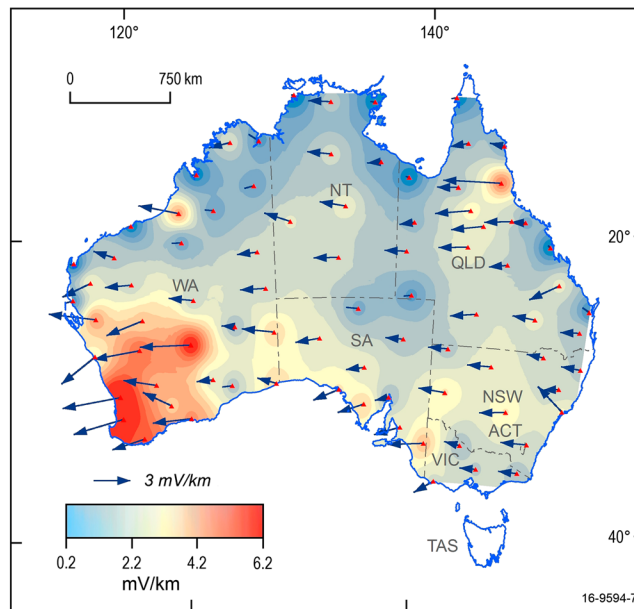 120° 140°
0 750 km
NT
20°
QLD
WA
SA
NSW
ACT
VIC
3 mV/km
0.2 2.2 4.2 6.2
mV/km
TAS
40°
16-9594-7